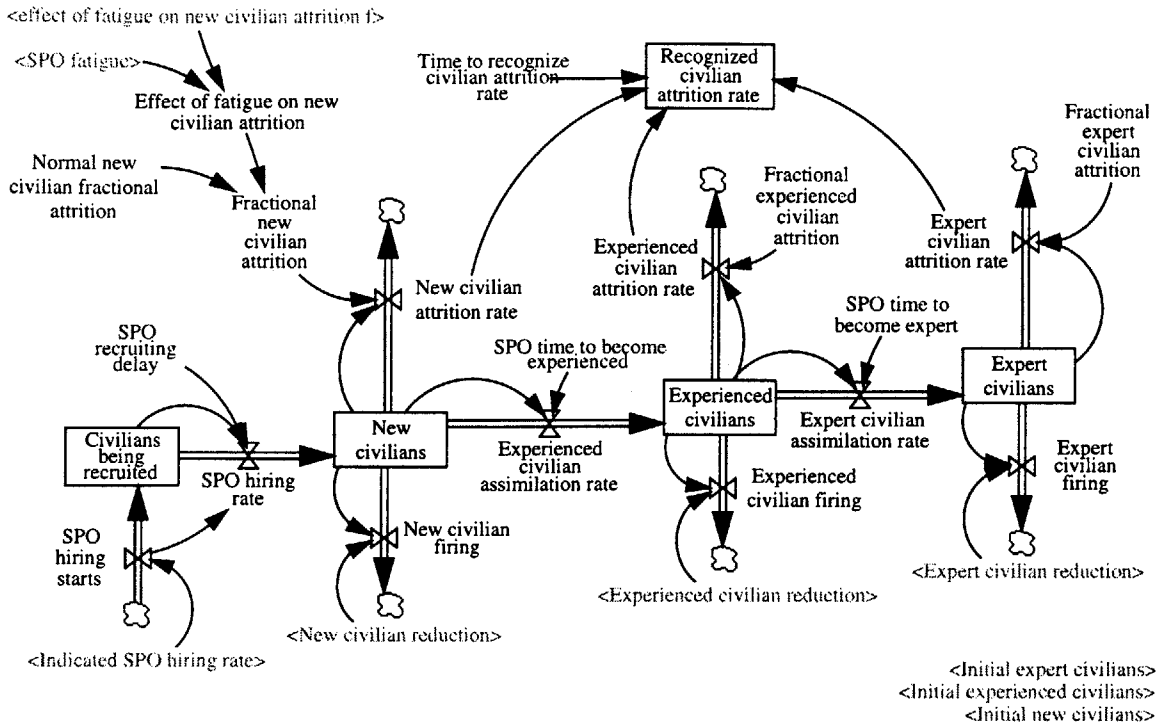 <effect of fatigue on new civilian attrition f>
<SPO fatigue>
Effect of fatigue on new
civilian attrition
Normal new
civilian fractional
attrition
Fractional
new
civilian
attrition
Time to recognize
civilian attrition
rate
Recognized
civilian
attrition rate
Fractional
expert
civilian
attrition
Fractional
experienced
civilian
attrition
Experienced
civilian
attrition rate
Expert
civilian
attrition rate
New civilian
attrition rate
SPO
recruiting
delay
SPO time to become
experienced
SPO time to
become expert
Civilians
being
recruited
SPO hiring
rate
New
civilians
Experienced
civilian
assimilation rate
Experienced
civilians
Expert civilian
assimilation rate
Expert
civilians
SPO
hiring
starts
New civilian
firing
Experienced
civilian firing
Expert
civilian
firing
<Indicated SPO hiring rate>
<New civilian reduction>
<Experienced civilian reduction>
<Expert civilian reduction>
<Initial expert civilians>
<Initial experienced civilians>
<Initial new civilians>